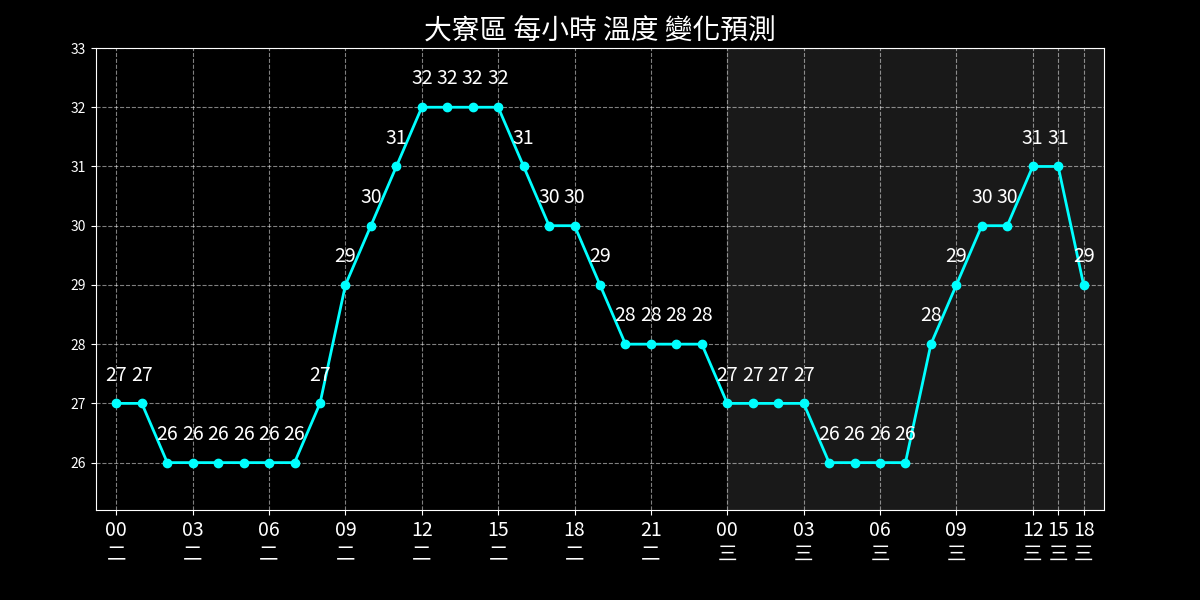 大寮區 每小時 溫度 變化預測
33
32 32 32 32
32
31 31 31 31
31
30 30 30 30 30
30
29 29 29 29
29
28 28 28 28 28
28
27 27 27 27 27 27 27
27
26 26 26 26 26 26 26 26 26 26
26
00 03 06 09 12 15 18 21 00 03 06 09 12 15 18
二 二 二 二 二 二 二 二 三 三 三 三 三 三 三